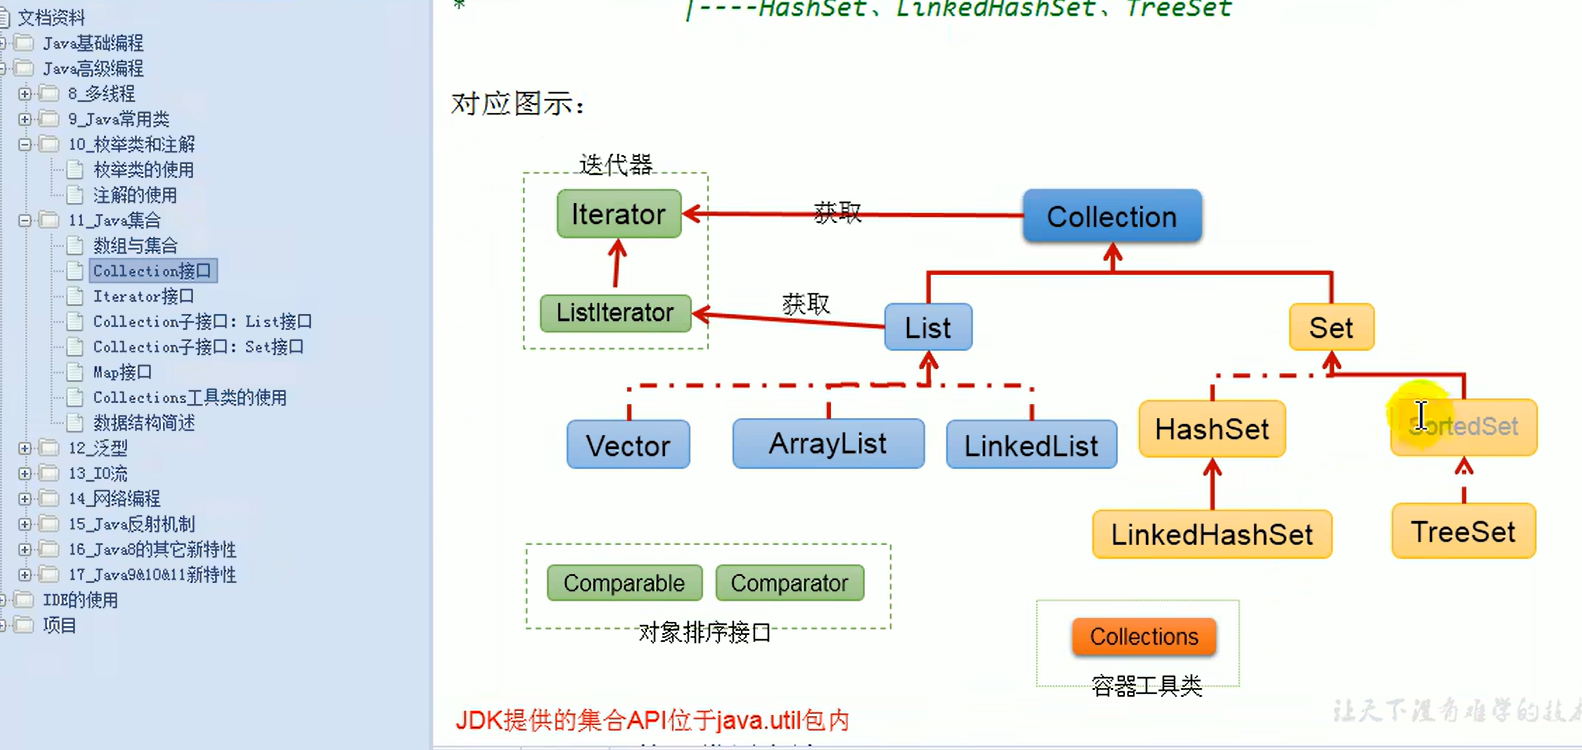 文档资料
Java基础编程
Java高级编程
8_多线程
9_Java常用类
10_枚举类和注解
枚举类的使用
注解的使用
11_Java集合
数组与集合
Collection接口
Iterator接口
Collection子接口：List接口
Collection子接口：Set接口
Map接口
Collections工具类的使用
数据结构简述
12_泛型
13_IO流
14_网络编程
15_Java反射机制
16_Java8的其它新特性
17_Java9&10&11新特性
IDE的使用
项目
* |----HashSet、LinkedHashSet、TreeSet
对应图示：
迭代器
Iterator
获取
Collection
ListIterator
获取
List
Set
Vector
ArrayList
LinkedList
HashSet
SortedSet
LinkedHashSet
TreeSet
Comparable
Comparator
对象排序接口
Collections
容器工具类
JDK提供的集合API位于java.util包内
让天下没有难学的技术